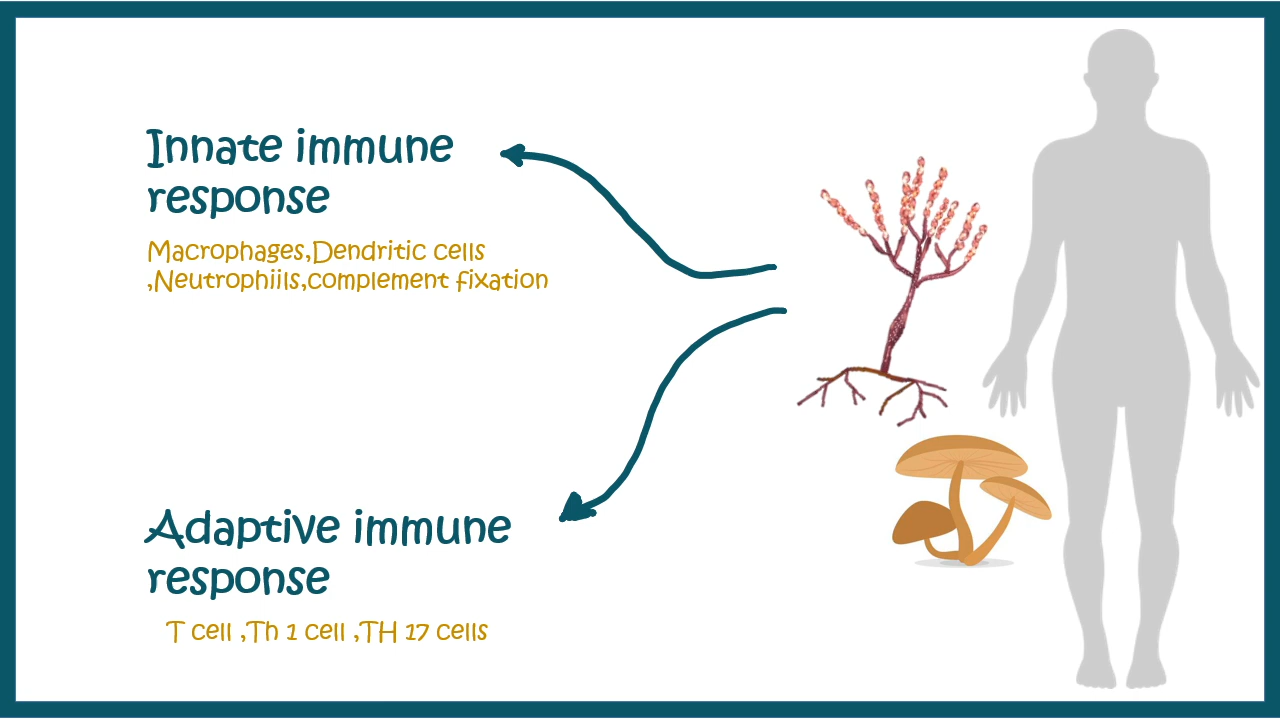 Innate immune
response
Macrophages,Dendritic cells
,Neutrophiils,complement fixation
Adaptive immune
response
T cell ,Th 1 cell ,TH 17 cells